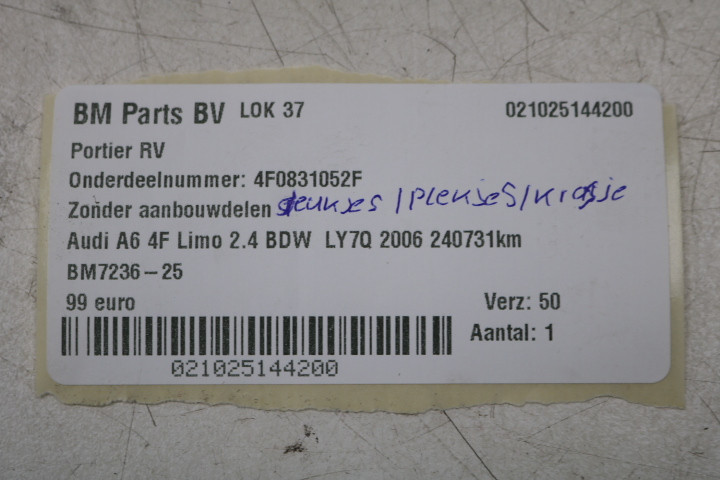 BM Parts BV LOK 37 021025144200
Portier RV
Onderdeelnummer: 4F0831052F
Zonder aanbouwdelen deukjes / Plekjes / krasje
Audi A6 4F Limo 2.4 BDW LY7Q 2006 240731km
BM7236-25
99 euro Verz: 50
Aantal: 1
021025144200